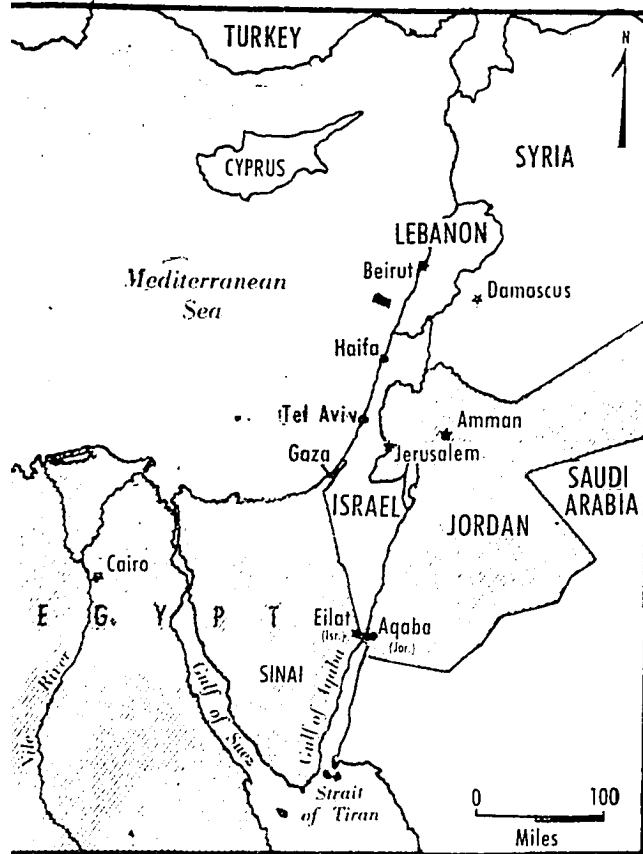 TURKEY
N
CYPRUS
SYRIA
LEBANON
Beirut
Mediterranean
Sea
Damascus
Haifa
Tel Aviv
Amman
Gaza
Jerusalem
SAUDI
ARABIA
ISRAEL
JORDAN
Cairo
EGYPT
Eilat
(Isr.)
Aqaba
(Jor.)
SINAI
Nile River
Gulf of Suez
Gulf of Aqaba
Strait
of Tiran
0 100
Miles